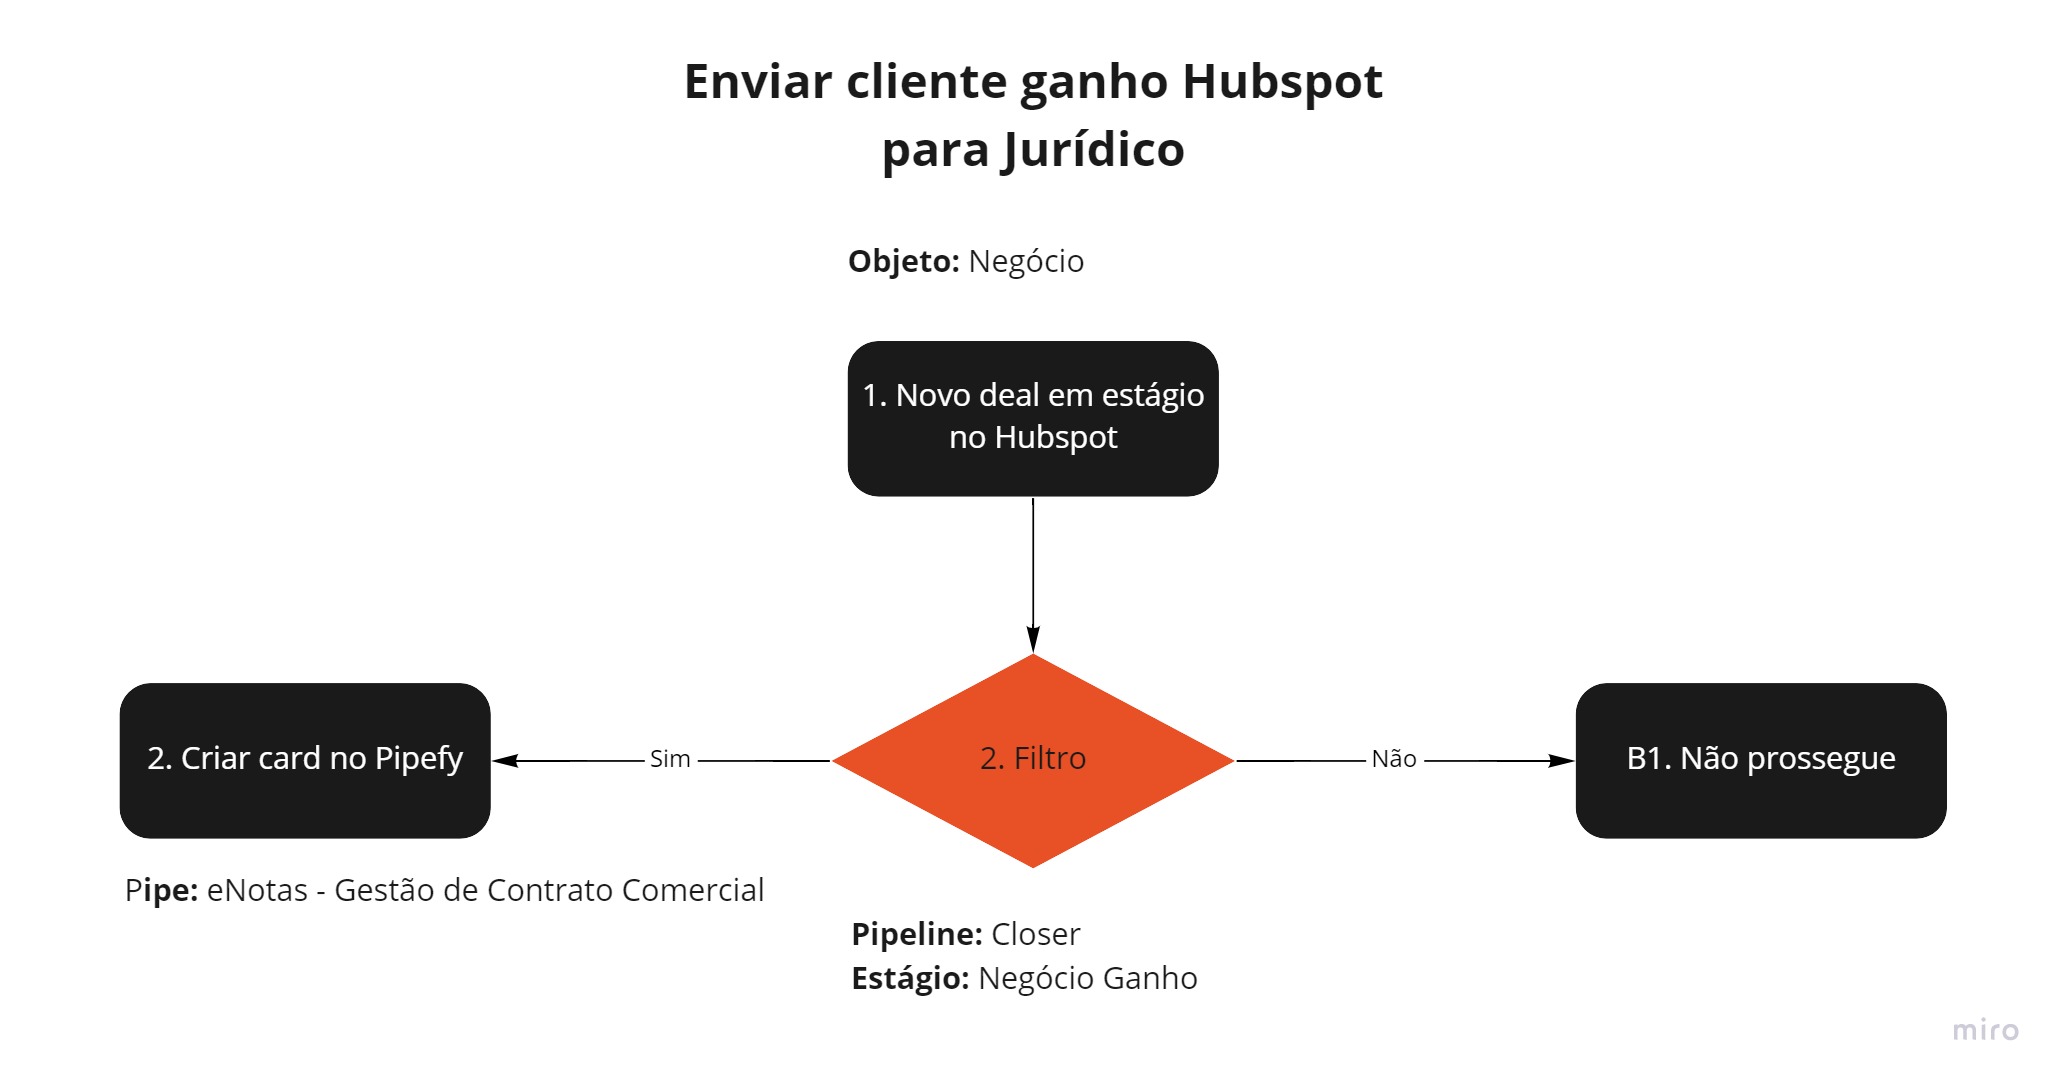 Enviar cliente ganho Hubspot
para Jurídico
Objeto: Negócio
1. Novo deal em estágio
no Hubspot
2. Criar card no Pipefy
Sim
2. Filtro
Não
B1. Não prossegue
Pipe: eNotas - Gestão de Contrato Comercial
Pipeline: Closer
Estágio: Negócio Ganho
miro